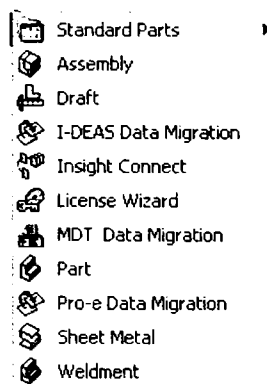 Standard Parts
Assembly
Draft
I-DEAS Data Migration
Insight Connect
License Wizard
MDT Data Migration
Part
Pro-e Data Migration
Sheet Metal
Weldment